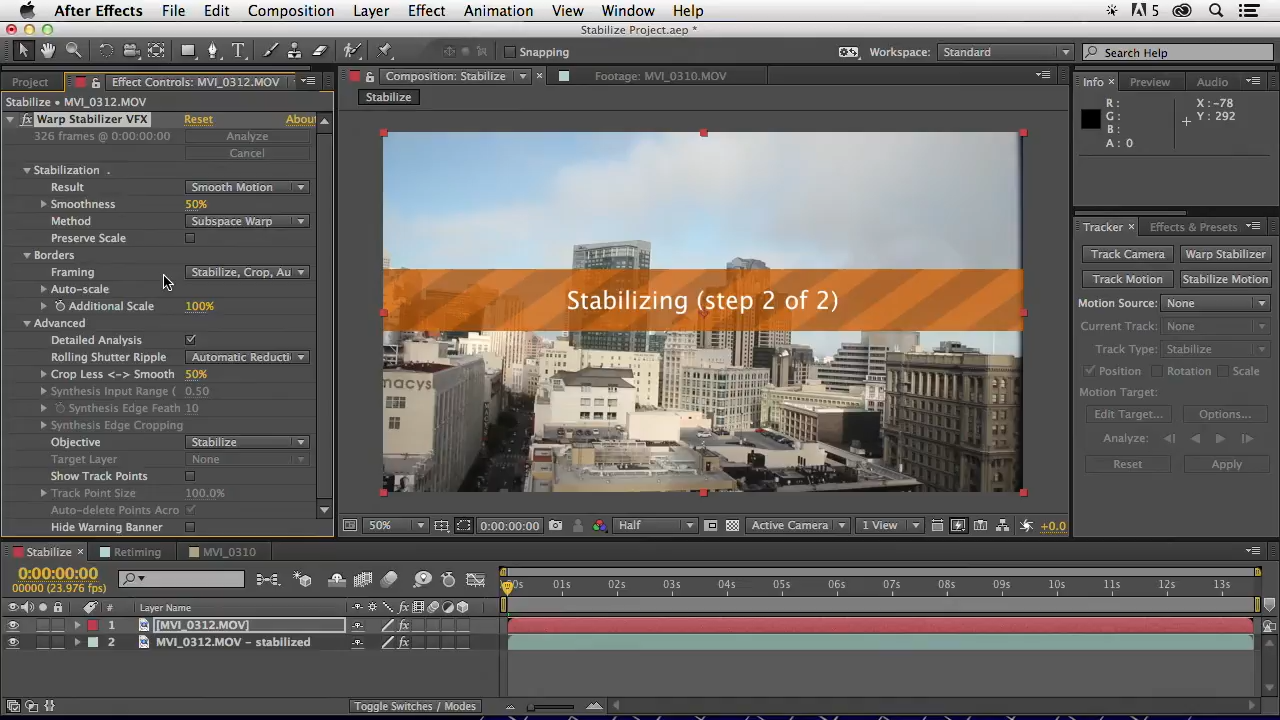 After Effects File Edit Composition Layer Effect Animation View Window Help 5
Stabilize Project.aep *
Snapping Workspace: Standard Search Help
Project Effect Controls: MVI_0312.MOV Composition: Stabilize Footage: MVI_0310.MOV Info Preview Audio
Stabilize • MVI_0312.MOV
Stabilize
fx Warp Stabilizer VFX Reset About
326 frames @ 0:00:00:00 Analyze
Cancel
Stabilization .
Result Smooth Motion
Smoothness 50%
Method Subspace Warp
Preserve Scale
Borders
Framing Stabilize, Crop, Au
Auto-scale
Additional Scale 100%
Advanced
Detailed Analysis
Rolling Shutter Ripple Automatic Reducti
Crop Less <-> Smooth 50%
Synthesis Input Range ( 0.50
Synthesis Edge Feath 10
Synthesis Edge Cropping
Objective Stabilize
Target Layer None
Show Track Points
Track Point Size 100.0%
Auto-delete Points Acro
Hide Warning Banner
Stabilizing (step 2 of 2)
macys
50% 0:00:00:00 Half Active Camera 1 View +0.0
R: X: -78
G: Y: 292
B:
A: 0
Tracker Effects & Presets
Track Camera Warp Stabilizer
Track Motion Stabilize Motion
Motion Source: None
Current Track: None
Track Type: Stabilize
Position Rotation Scale
Motion Target:
Edit Target... Options...
Analyze:
Reset Apply
Stabilize Retiming MVI_0310
0:00:00:00
00000 (23.976 fps)
00s 01s 02s 03s 04s 05s 06s 07s 08s 09s 10s 11s 12s 13s
# Layer Name fx
1 [MVI_0312.MOV] fx
2 MVI_0312.MOV - stabilized fx
Toggle Switches / Modes